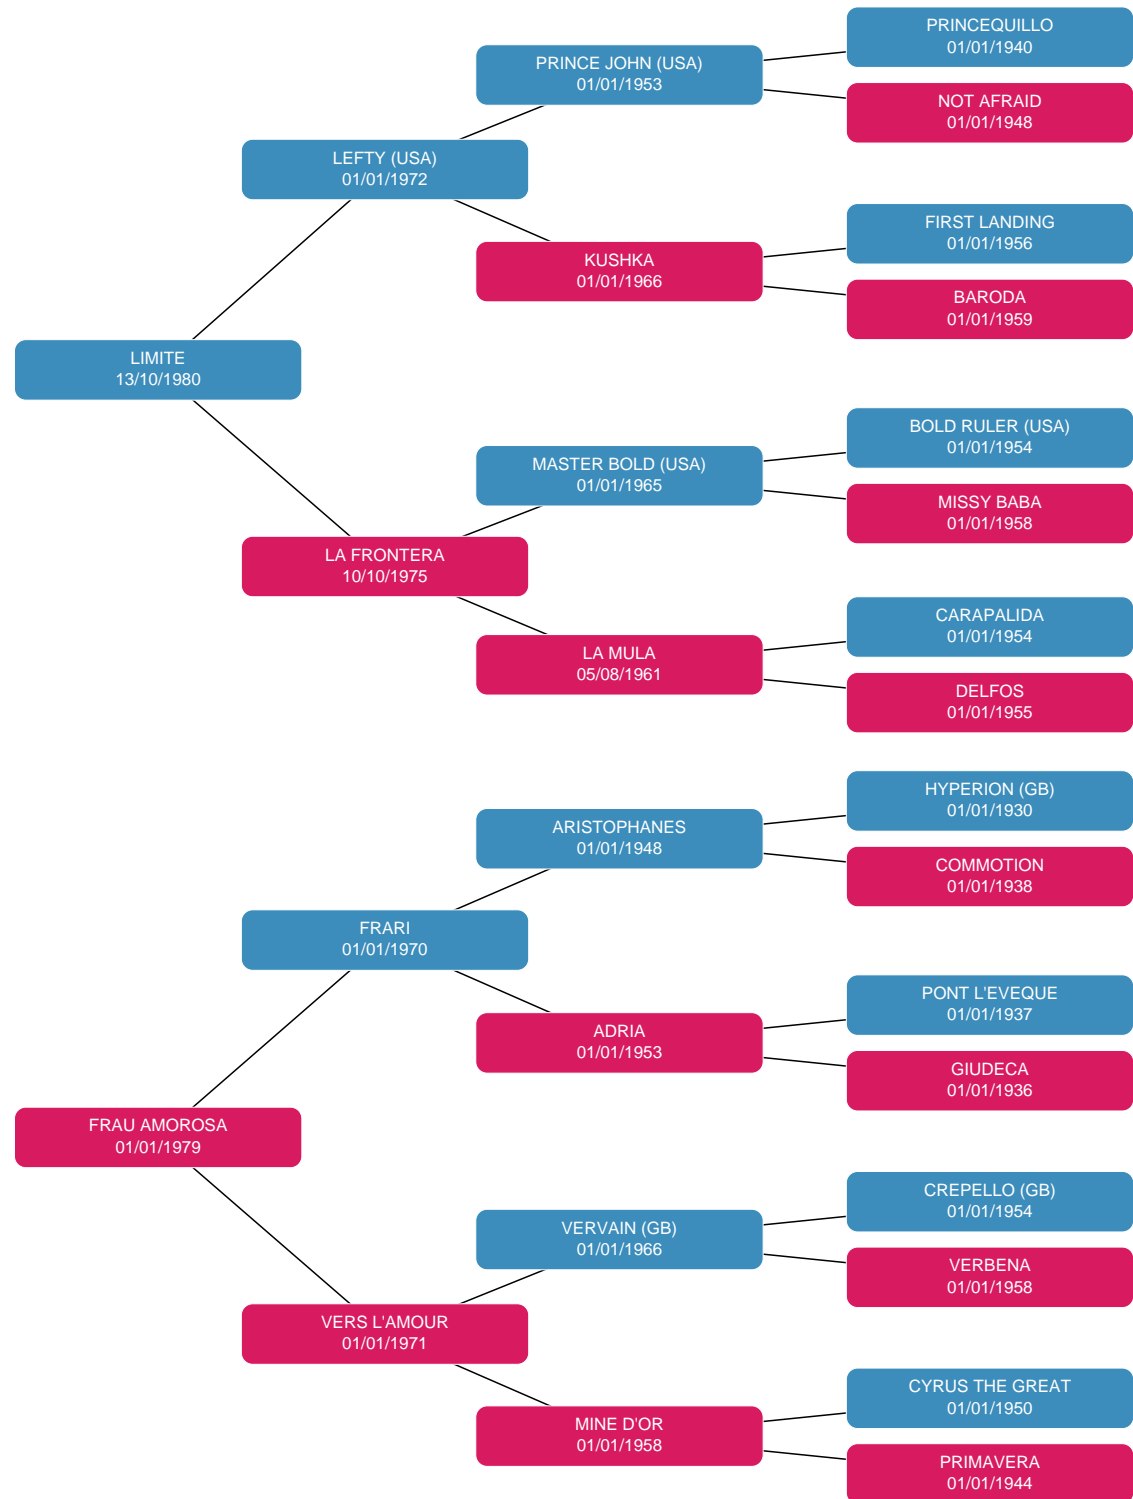 PRINCEQUILLO
01/01/1940
PRINCE JOHN (USA)
01/01/1953
NOT AFRAID
01/01/1948
LEFTY (USA)
01/01/1972
FIRST LANDING
01/01/1956
KUSHKA
01/01/1966
BARODA
01/01/1959
LIMITE
13/10/1980
BOLD RULER (USA)
01/01/1954
MASTER BOLD (USA)
01/01/1965
MISSY BABA
01/01/1958
LA FRONTERA
10/10/1975
CARAPALIDA
01/01/1954
LA MULA
05/08/1961
DELFOS
01/01/1955
HYPERION (GB)
01/01/1930
ARISTOPHANES
01/01/1948
COMMOTION
01/01/1938
FRARI
01/01/1970
PONT L'EVEQUE
01/01/1937
ADRIA
01/01/1953
GIUDECA
01/01/1936
FRAU AMOROSA
01/01/1979
CREPELLO (GB)
01/01/1954
VERVAIN (GB)
01/01/1966
VERBENA
01/01/1958
VERS L'AMOUR
01/01/1971
CYRUS THE GREAT
01/01/1950
MINE D'OR
01/01/1958
PRIMAVERA
01/01/1944